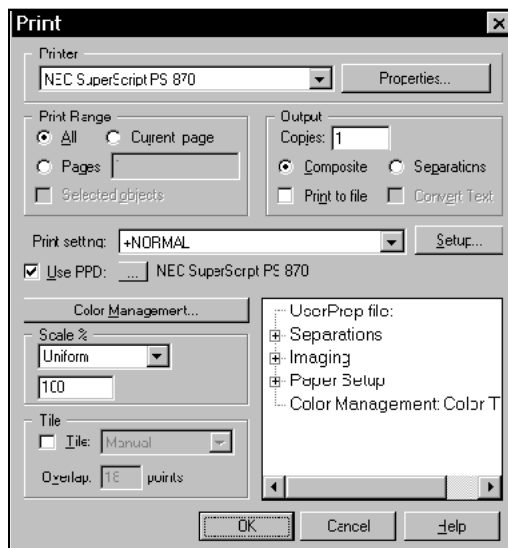 Print
Printer
NEC SuperScript PS 870
Properties...
Print Range
All
Current page
Pages
Selected objects
Output
Copies: 1
Composite
Separations
Print to file
Convert Text
Print setting: +NORMAL
Setup...
Use PPD: ... NEC SuperScript PS 870
Color Management...
Scale %
Uniform
100
Tile
Tile: Manual
Overlap: 18 points
UserPrep file:
Separations
Imaging
Paper Setup
Color Management: Color T
OK
Cancel
Help